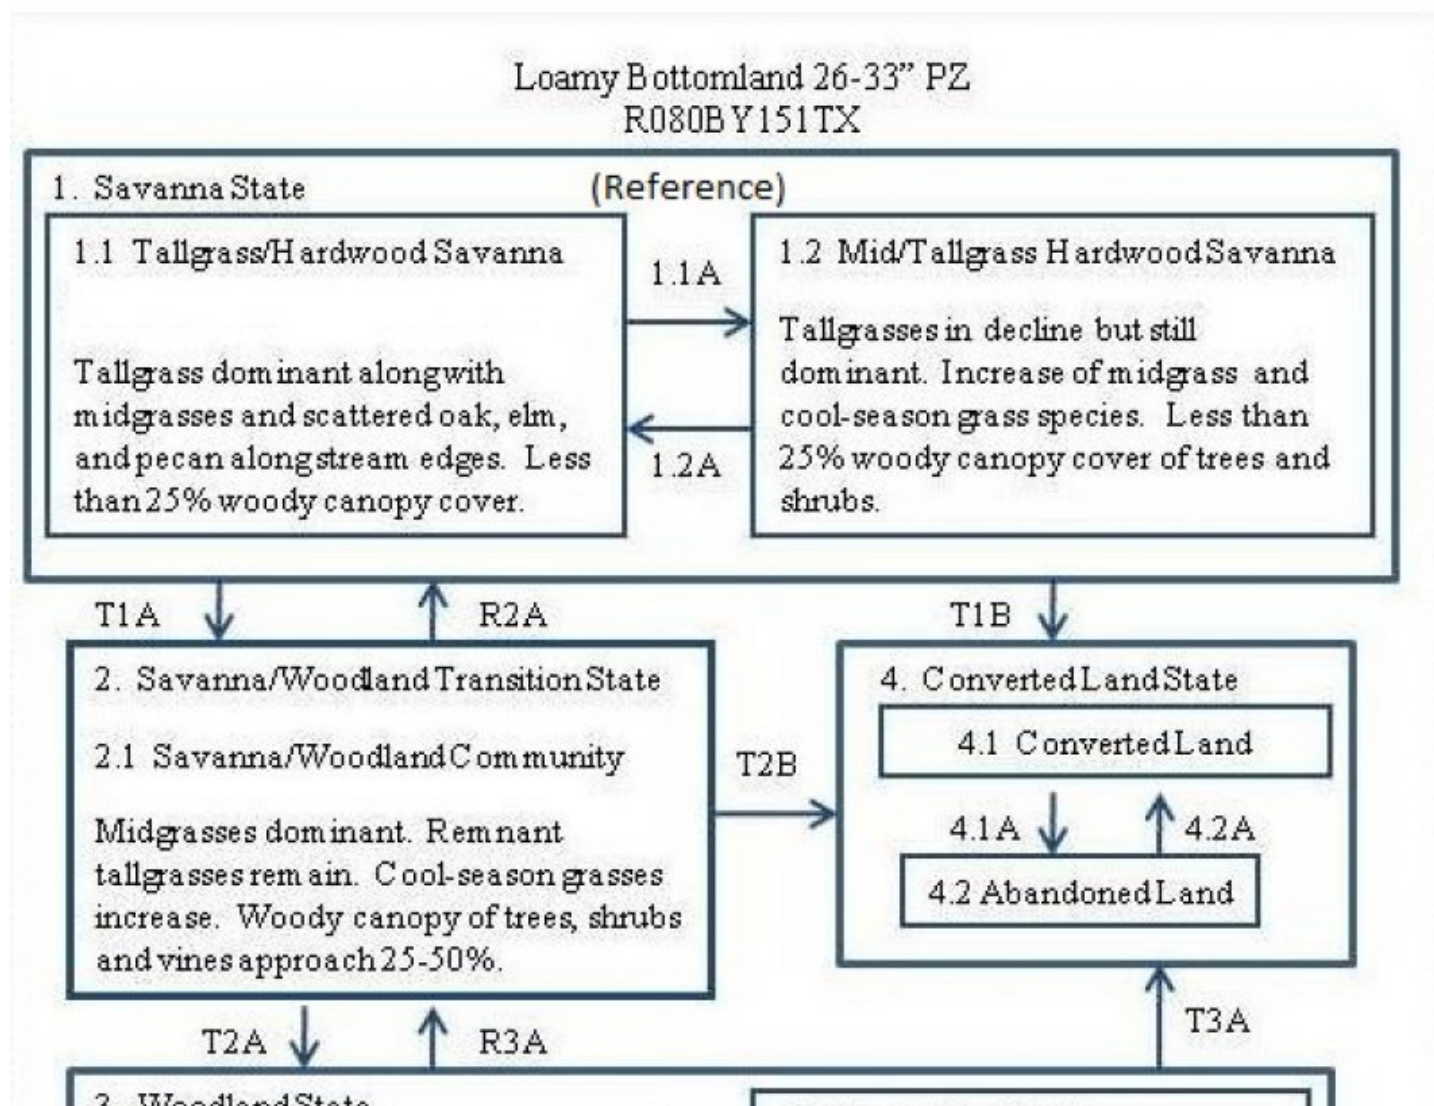 Loamy Bottomland 26-33” PZ
R080BY151TX
1. Savanna State
(Reference)
1.1 Tallgrass/Hardwood Savanna
Tallgrass dominant along with
midgrasses and scattered oak, elm,
and pecan along stream edges. Less
than 25% woody canopy cover.
1.1A
1.2A
1.2 Mid/Tallgrass Hardwood Savanna
Tallgrasses in decline but still
dominant. Increase of midgrass and
cool-season grass species. Less than
25% woody canopy cover of trees and
shrubs.
T1A
R2A
T1B
2. Savanna/Woodland Transition State
2.1 Savanna/Woodland Community
Midgrasses dominant. Remnant
tallgrasses remain. Cool-season grasses
increase. Woody canopy of trees, shrubs
and vines approach 25-50%.
T2B
4. Converted Land State
4.1 Converted Land
4.1A
4.2A
4.2 Abandoned Land
T2A
R3A
T3A
3. Woodland State